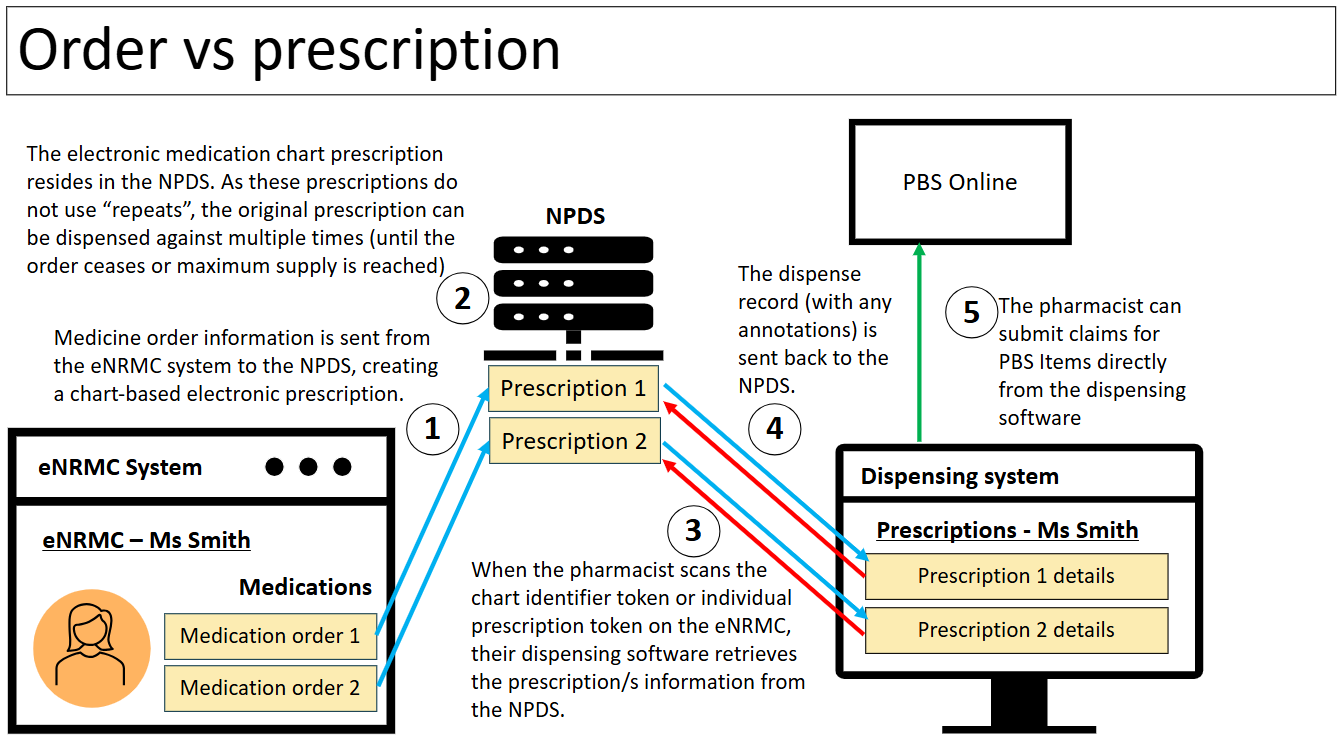 Order vs prescription
The electronic medication chart prescription
resides in the NPDS. As these prescriptions do
not use “repeats”, the original prescription can
be dispensed against multiple times (until the
order ceases or maximum supply is reached)
2
Medicine order information is sent from
the eNRMC system to the NPDS, creating
a chart-based electronic prescription.
1
NPDS
Prescription 1
Prescription 2
eNRMC System
eNRMC – Ms Smith
Medications
Medication order 1
Medication order 2
3
When the pharmacist scans the
chart identifier token or individual
prescription token on the eNRMC,
their dispensing software retrieves
the prescription/s information from
the NPDS.
The dispense
record (with any
annotations) is
sent back to the
NPDS.
4
PBS Online
5
The pharmacist can
submit claims for
PBS Items directly
from the dispensing
software
Dispensing system
Prescriptions - Ms Smith
Prescription 1 details
Prescription 2 details